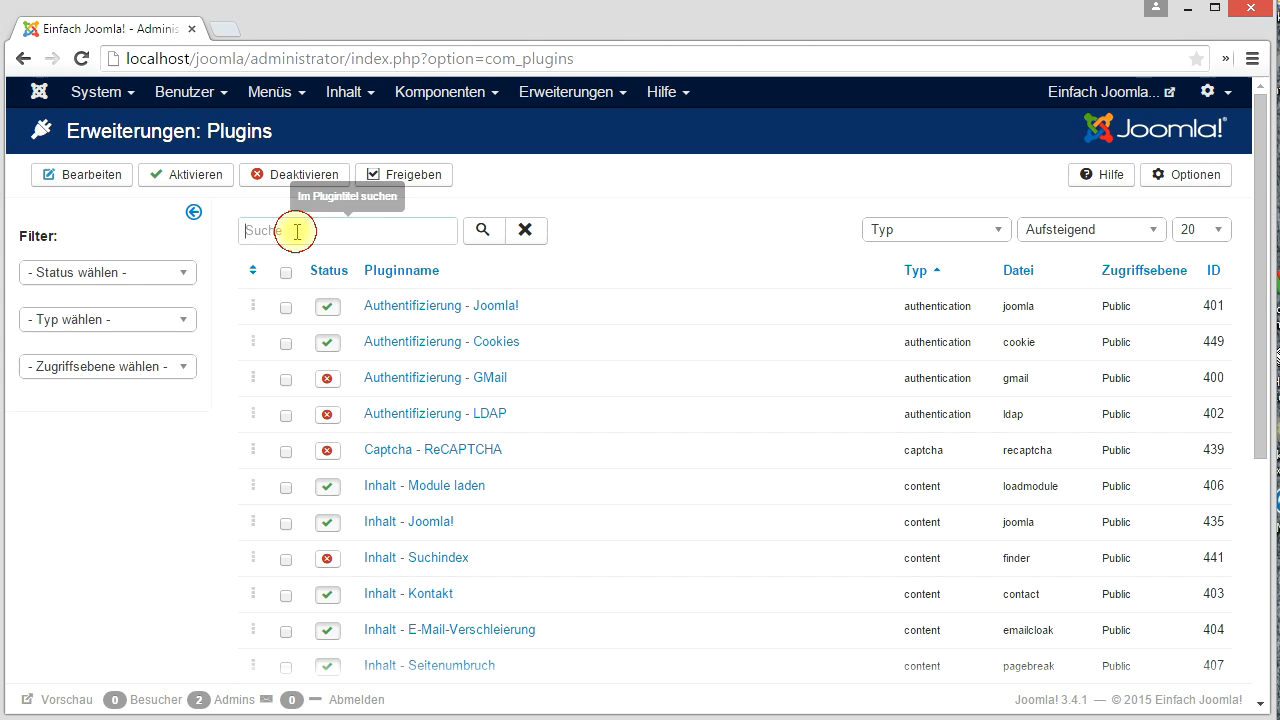 Einfach Joomla! - Adminis
localhost/joomla/administrator/index.php?option=com_plugins
System Benutzer Menüs Inhalt Komponenten Erweiterungen Hilfe Einfach Joomla...
Erweiterungen: Plugins Joomla!
Bearbeiten Aktivieren Deaktivieren Freigeben Hilfe Optionen
Im Plugintitel suchen
Filter:
Suche Typ Aufsteigend 20
- Status wählen -
- Typ wählen -
- Zugriffsebene wählen -
Status Pluginname Typ Datei Zugriffsebene ID
Authentifizierung - Joomla! authentication joomla Public 401
Authentifizierung - Cookies authentication cookie Public 449
Authentifizierung - GMail authentication gmail Public 400
Authentifizierung - LDAP authentication ldap Public 402
Captcha - ReCAPTCHA captcha recaptcha Public 439
Inhalt - Module laden content loadmodule Public 406
Inhalt - Joomla! content joomla Public 435
Inhalt - Suchindex content finder Public 441
Inhalt - Kontakt content contact Public 403
Inhalt - E-Mail-Verschleierung content emailcloak Public 404
Inhalt - Seitenumbruch content pagebreak Public 407
Vorschau 0 Besucher 2 Admins 0 Abmelden Joomla! 3.4.1 — © 2015 Einfach Joomla!